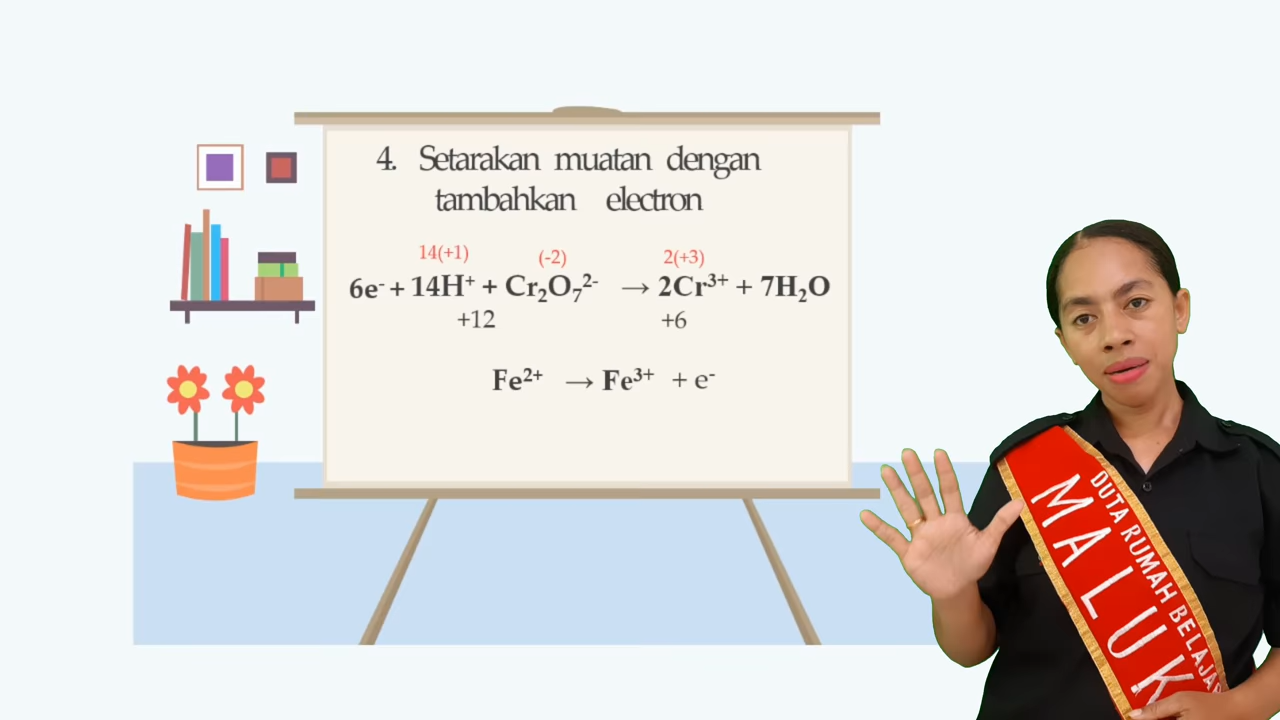 4. Setarakan muatan dengan
tambahkan electron
14(+1) (-2) 2(+3)
6e⁻ + 14H⁺ + Cr₂O₇²⁻ → 2Cr³⁺ + 7H₂O
+12 +6
Fe²⁺ → Fe³⁺ + e⁻
DUTA RUMAH BELAJAR
MALUK